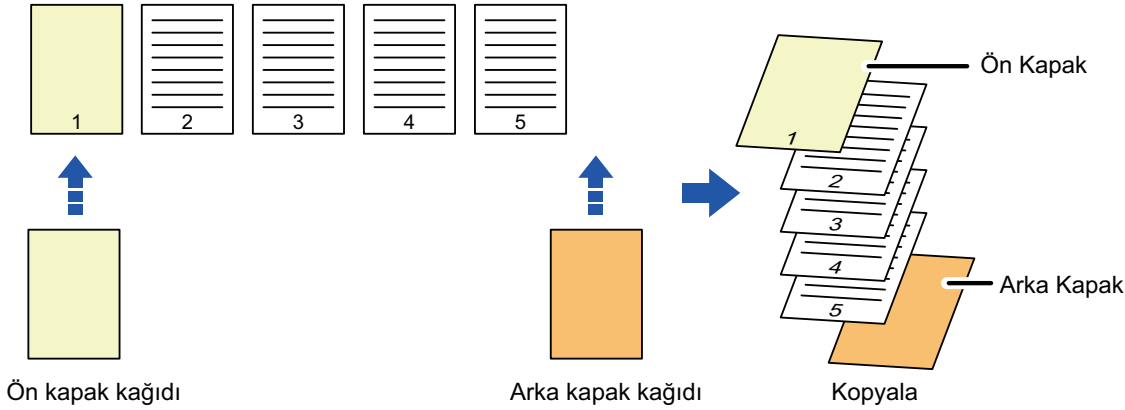 1 2 3 4 5
Ön kapak kağıdı
Arka kapak kağıdı
Ön Kapak
1
2
3
4
5
Arka Kapak
Kopyala